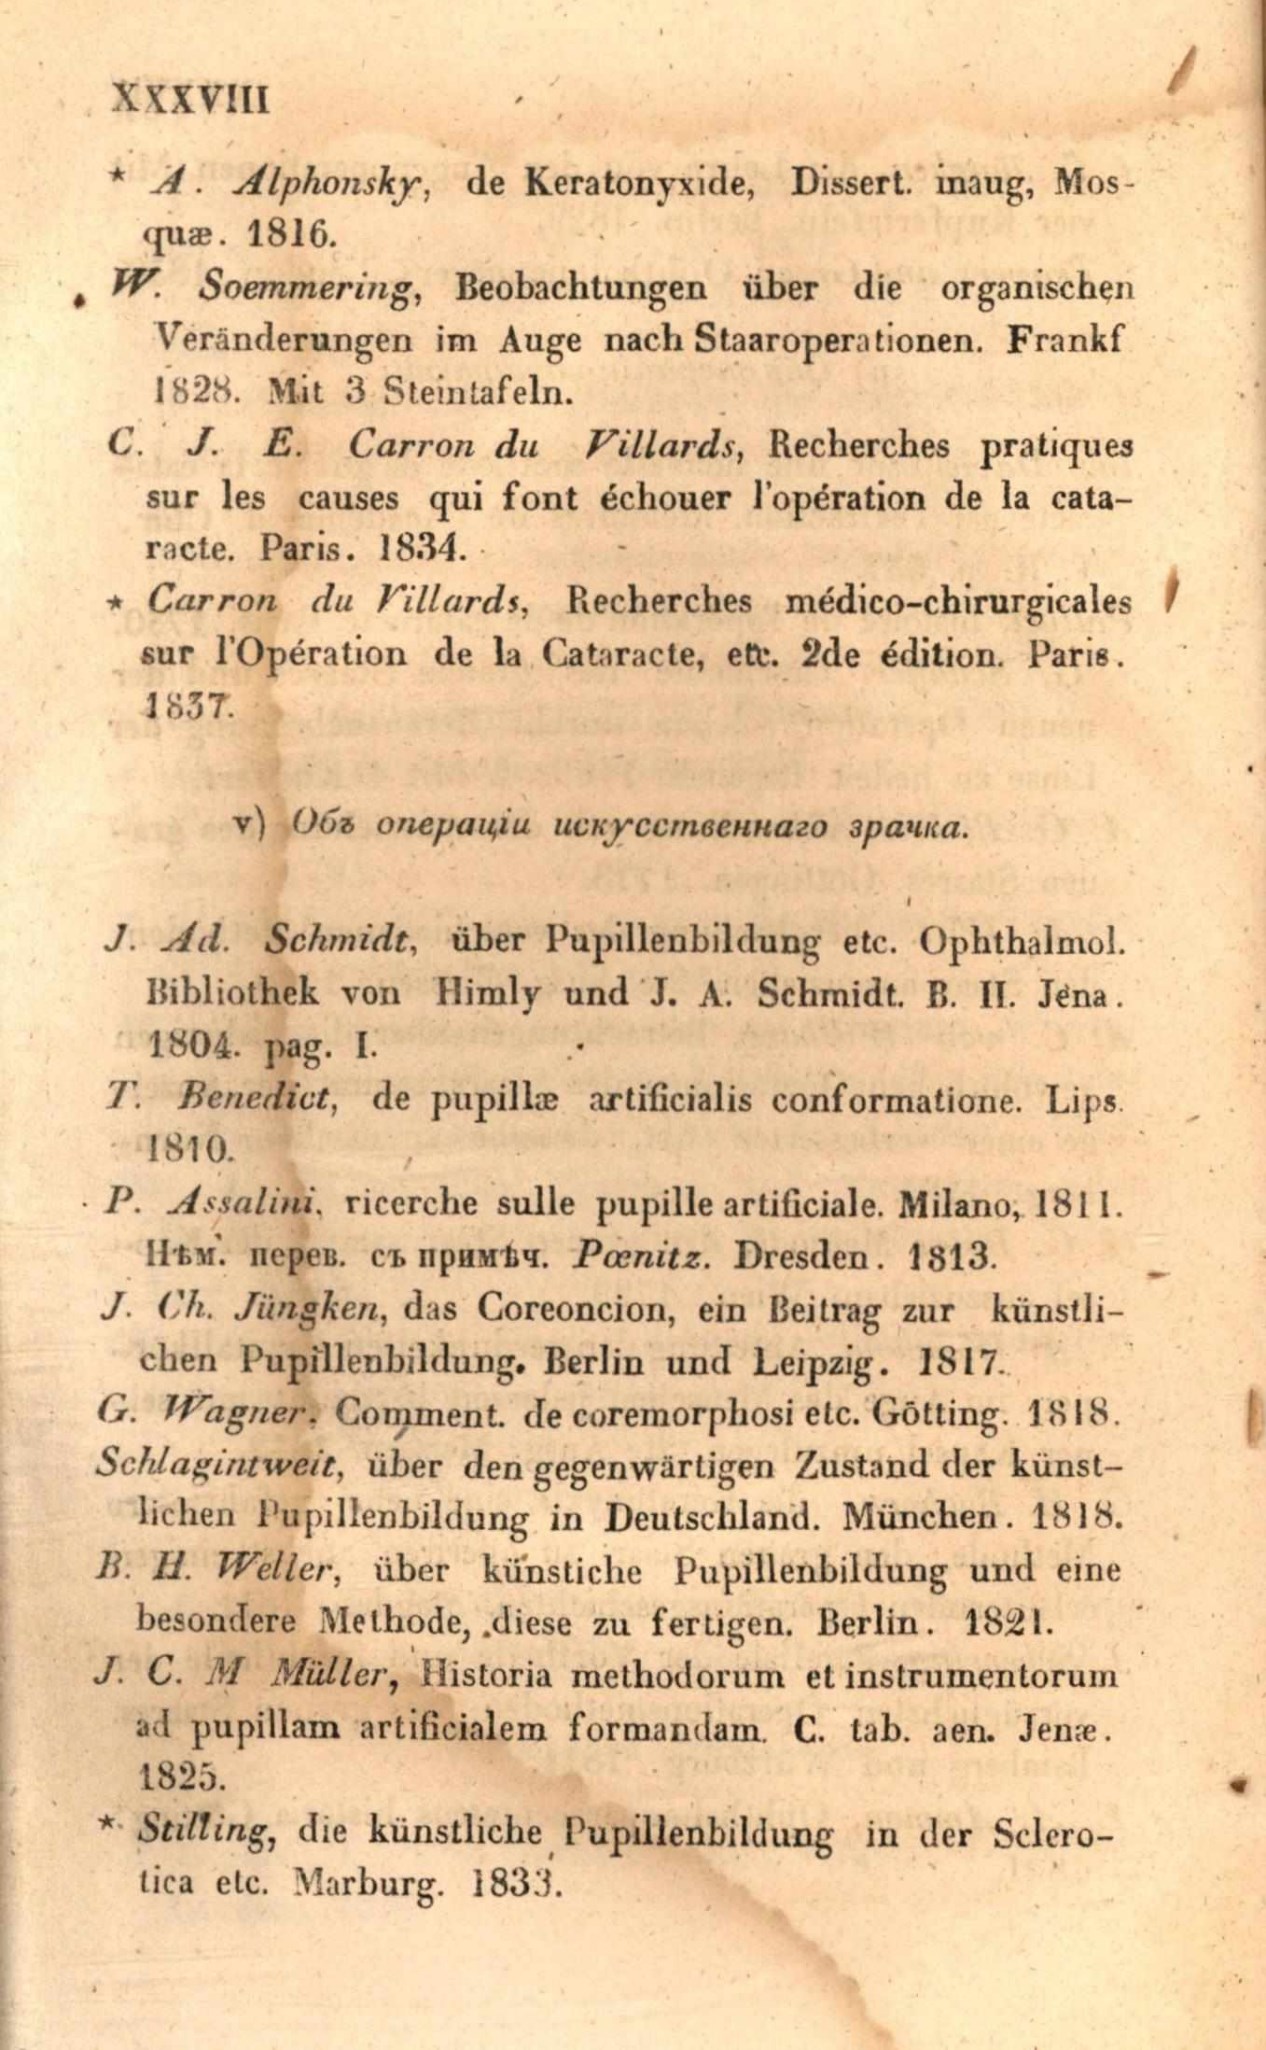 XXXVIII
* A. Alphonsky, de Keratonyxide, Dissert. inaug, Mos-
quæ. 1816.
W. Soemmering, Beobachtungen über die organischen
Veränderungen im Auge nach Staaroperationen. Frankf
1828. Mit 3 Steintafeln.
C. J. E. Carron du Villards, Recherches pratiques
sur les causes qui font échouer l'opération de la cata-
racte. Paris. 1834.
* Carron du Villards, Recherches médico-chirurgicales
sur l'Opération de la Cataracte, etc. 2de édition. Paris.
1837.
v) Объ операціи искусственнаго зрачка.
J. Ad. Schmidt, über Pupillenbildung etc. Ophthalmol.
Bibliothek von Himly und J. A. Schmidt. B. II. Jena.
1804. pag. I.
T. Benedict, de pupillæ artificialis conformatione. Lips.
1810.
P. Assalini, ricerche sulle pupille artificiale. Milano, 1811.
Нѣм. перев. съ примѣч. Pœnitz. Dresden. 1813.
J. Ch. Jüngken, das Coreoncion, ein Beitrag zur künstli-
chen Pupillenbildung. Berlin und Leipzig. 1817.
G. Wagner, Comment. de coremorphosi etc. Götting. 1818.
Schlagintweit, über den gegenwärtigen Zustand der künst-
lichen Pupillenbildung in Deutschland. München. 1818.
B. H. Weller, über künstiche Pupillenbildung und eine
besondere Methode, diese zu fertigen. Berlin. 1821.
J. C. M Müller, Historia methodorum et instrumentorum
ad pupillam artificialem formandam. C. tab. aen. Jenæ.
1825.
* Stilling, die künstliche Pupillenbildung in der Sclero-
tica etc. Marburg. 1833.